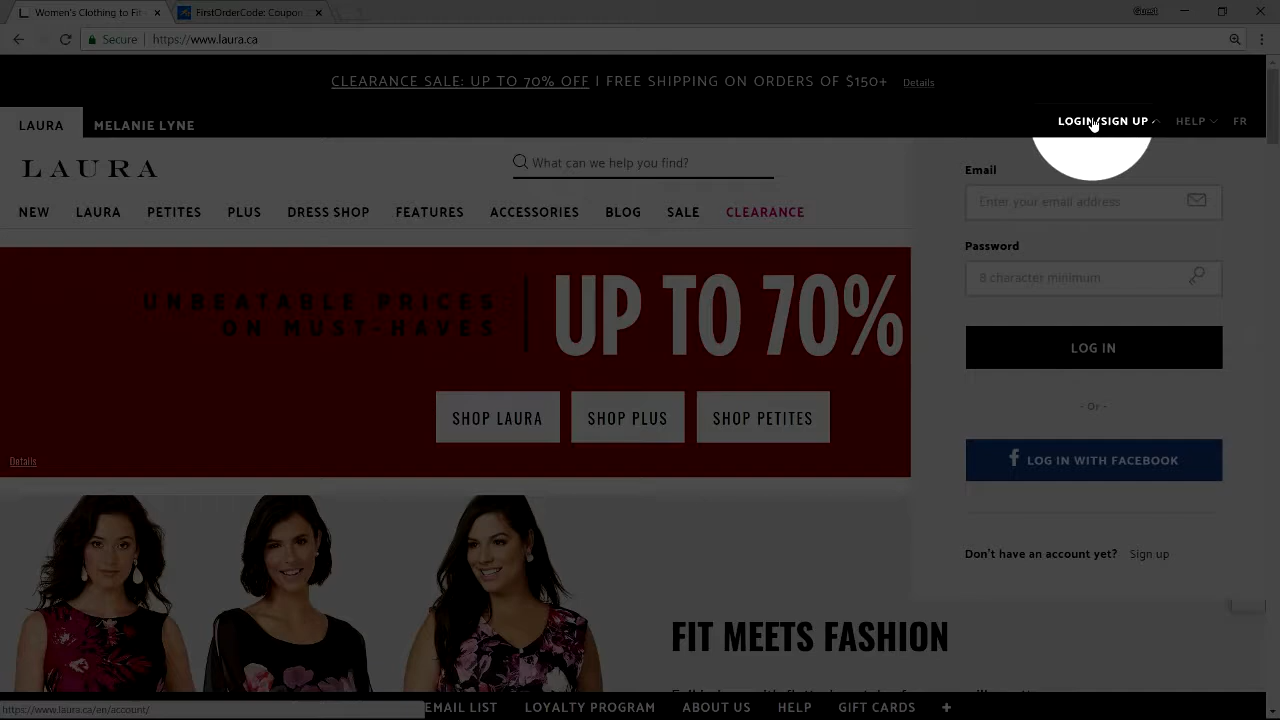 Women's Clothing to Fit -
FirstOrderCode: Coupon
Secure
https://www.laura.ca
CLEARANCE SALE: UP TO 70% OFF | FREE SHIPPING ON ORDERS OF $150+ Details
LAURA
MELANIE LYNE
LOGIN/SIGN UP
HELP
FR
LAURA
What can we help you find?
NEW
LAURA
PETITES
PLUS
DRESS SHOP
FEATURES
ACCESSORIES
BLOG
SALE
CLEARANCE
Email
Enter your email address
Password
8 character minimum
LOG IN
- Or -
LOG IN WITH FACEBOOK
Don't have an account yet? Sign up
UNBEATABLE PRICES
ON MUST-HAVES
UP TO 70%
SHOP LAURA
SHOP PLUS
SHOP PETITES
Details
FIT MEETS FASHION
https://www.laura.ca/en/account/
EMAIL LIST
LOYALTY PROGRAM
ABOUT US
HELP
GIFT CARDS
+